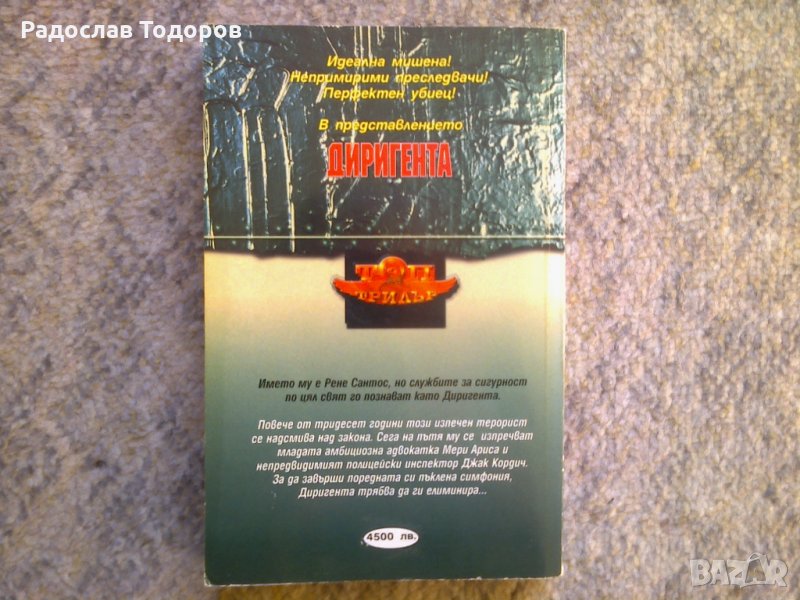 Радослав Тодоров
Идеална мишена!
Непримирими преследвачи!
Перфектен убиец!
В представлението
ДИРИГЕНТА
ТОП
ТРИЛЪР
Името му е Рене Сантос, но службите за сигурност
по цял свят го познават като Диригента.
Повече от тридесет години този изпечен терорист
се надсмива над закона. Сега на пътя му се изпречват
младата амбициозна адвокатка Мери Ариса и
непредвидимият полицейски инспектор Джак Кордич.
За да завърши поредната си пъклена симфония,
Диригента трябва да ги елиминира...
4500 лв.
BAZAR